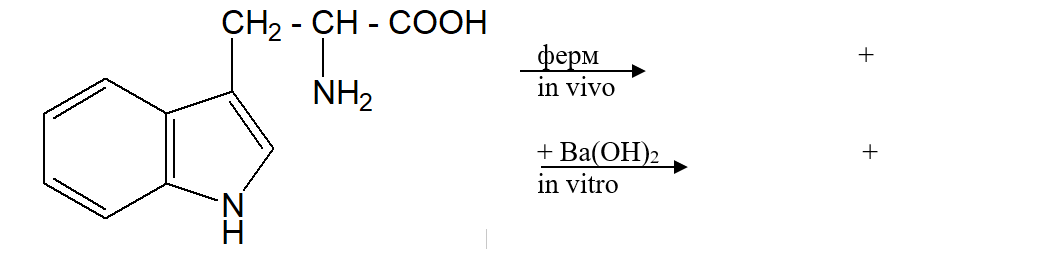 CH2 - CH - COOH
NH2
N
H
ферм
in vivo
+
+ Ba(OH)2
in vitro
+